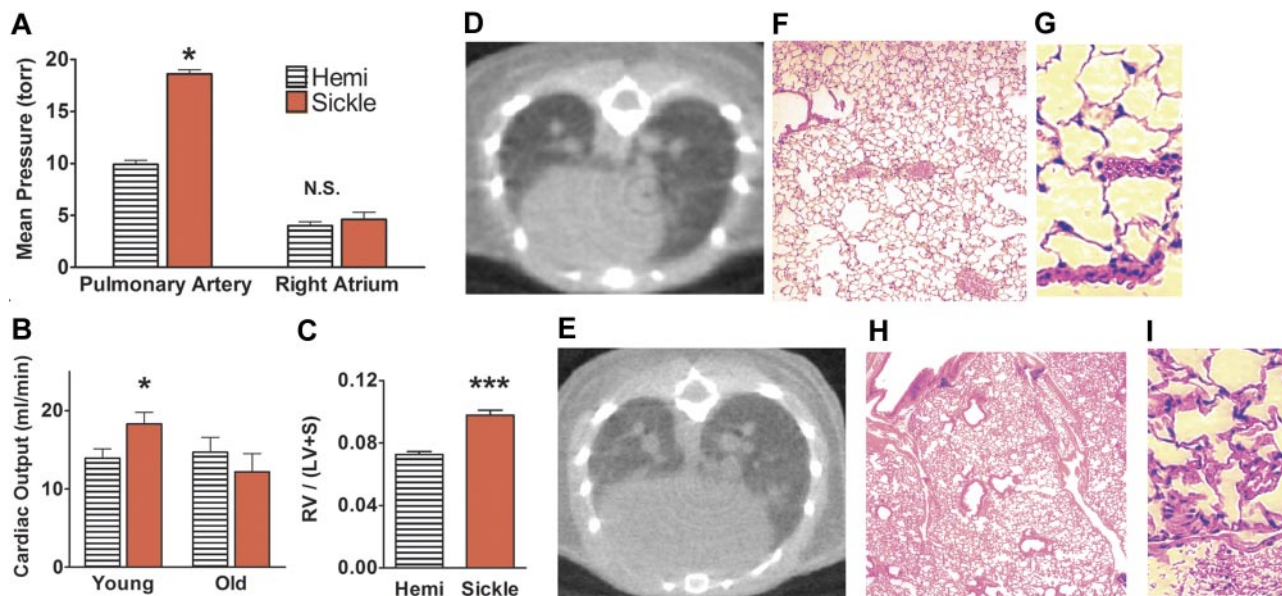 A
Mean Pressure (torr)
20
15
10
5
0
*
N.S.
Hemi
Sickle
Pulmonary Artery
Right Atrium
B
Cardiac Output (ml/min)
20
10
0
*
Young
Old
C
RV / (LV+S)
0.12
0.08
0.04
0.00
***
Hemi
Sickle
D
E
F
G
H
I